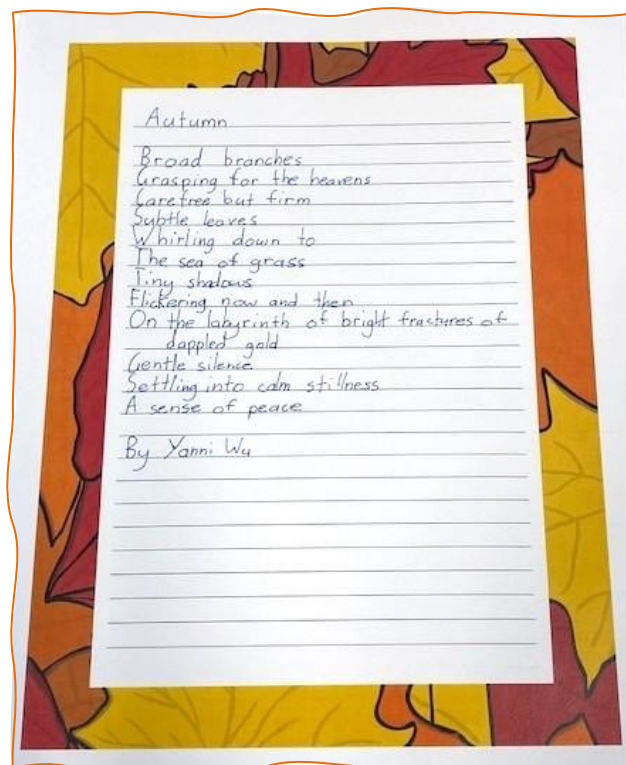 Autumn
Broad branches
Grasping for the heavens
Carefree but firm
Subtle leaves
Whirling down to
The sea of grass
Tiny shadows
Flickering now and then
On the labyrinth of bright fractures of
dappled gold
Gentle silence
Settling into calm stillness
A sense of peace
By Yanni Wu